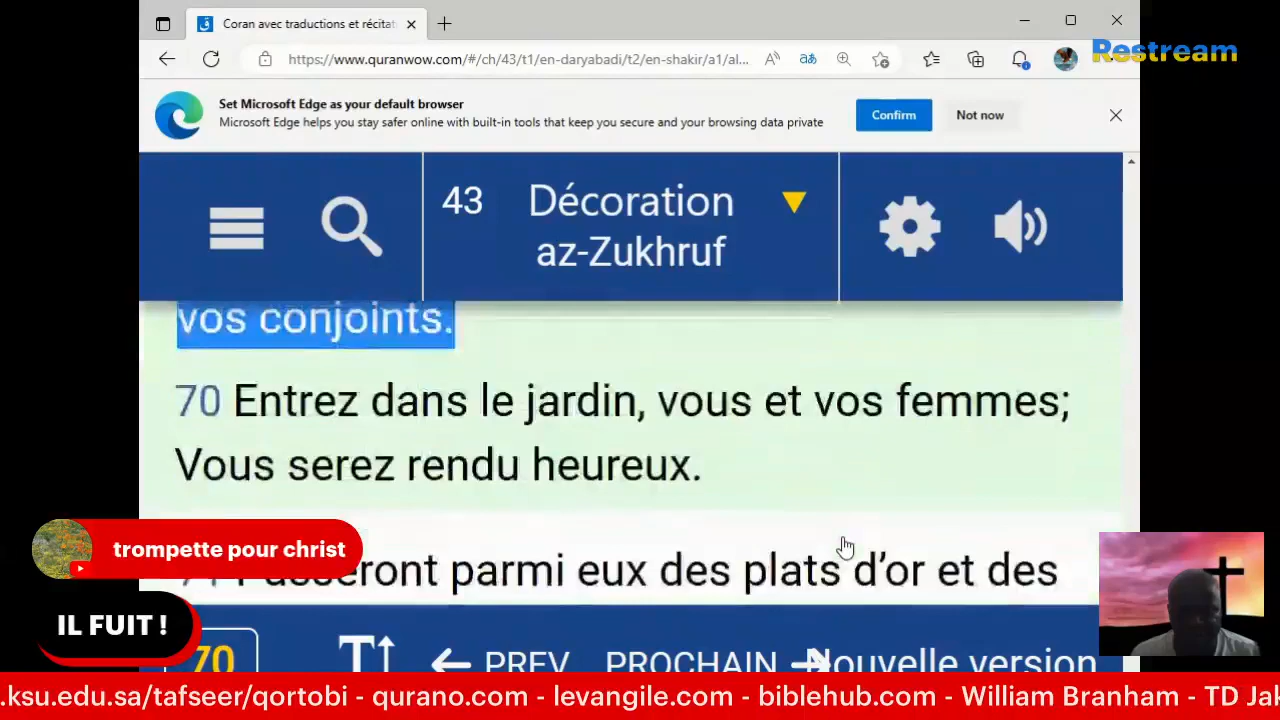 Coran avec traductions et récitat
https://www.quranwow.com/#/ch/43/t1/en-daryabadi/t2/en-shakir/a1/al...
Restream
Set Microsoft Edge as your default browser
Microsoft Edge helps you stay safer online with built-in tools that keep you secure and your browsing data private
Confirm
Not now
43
Décoration
az-Zukhruf
vos conjoints.
70 Entrez dans le jardin, vous et vos femmes;
Vous serez rendu heureux.
trompette pour christ
parmi eux des plats d’or et des
IL FUIT !
70
PREV
PROCHAIN
Nouvelle version
.ksu.edu.sa/tafseer/qortobi - qurano.com - levangile.com - biblehub.com - William Branham - TD Jak